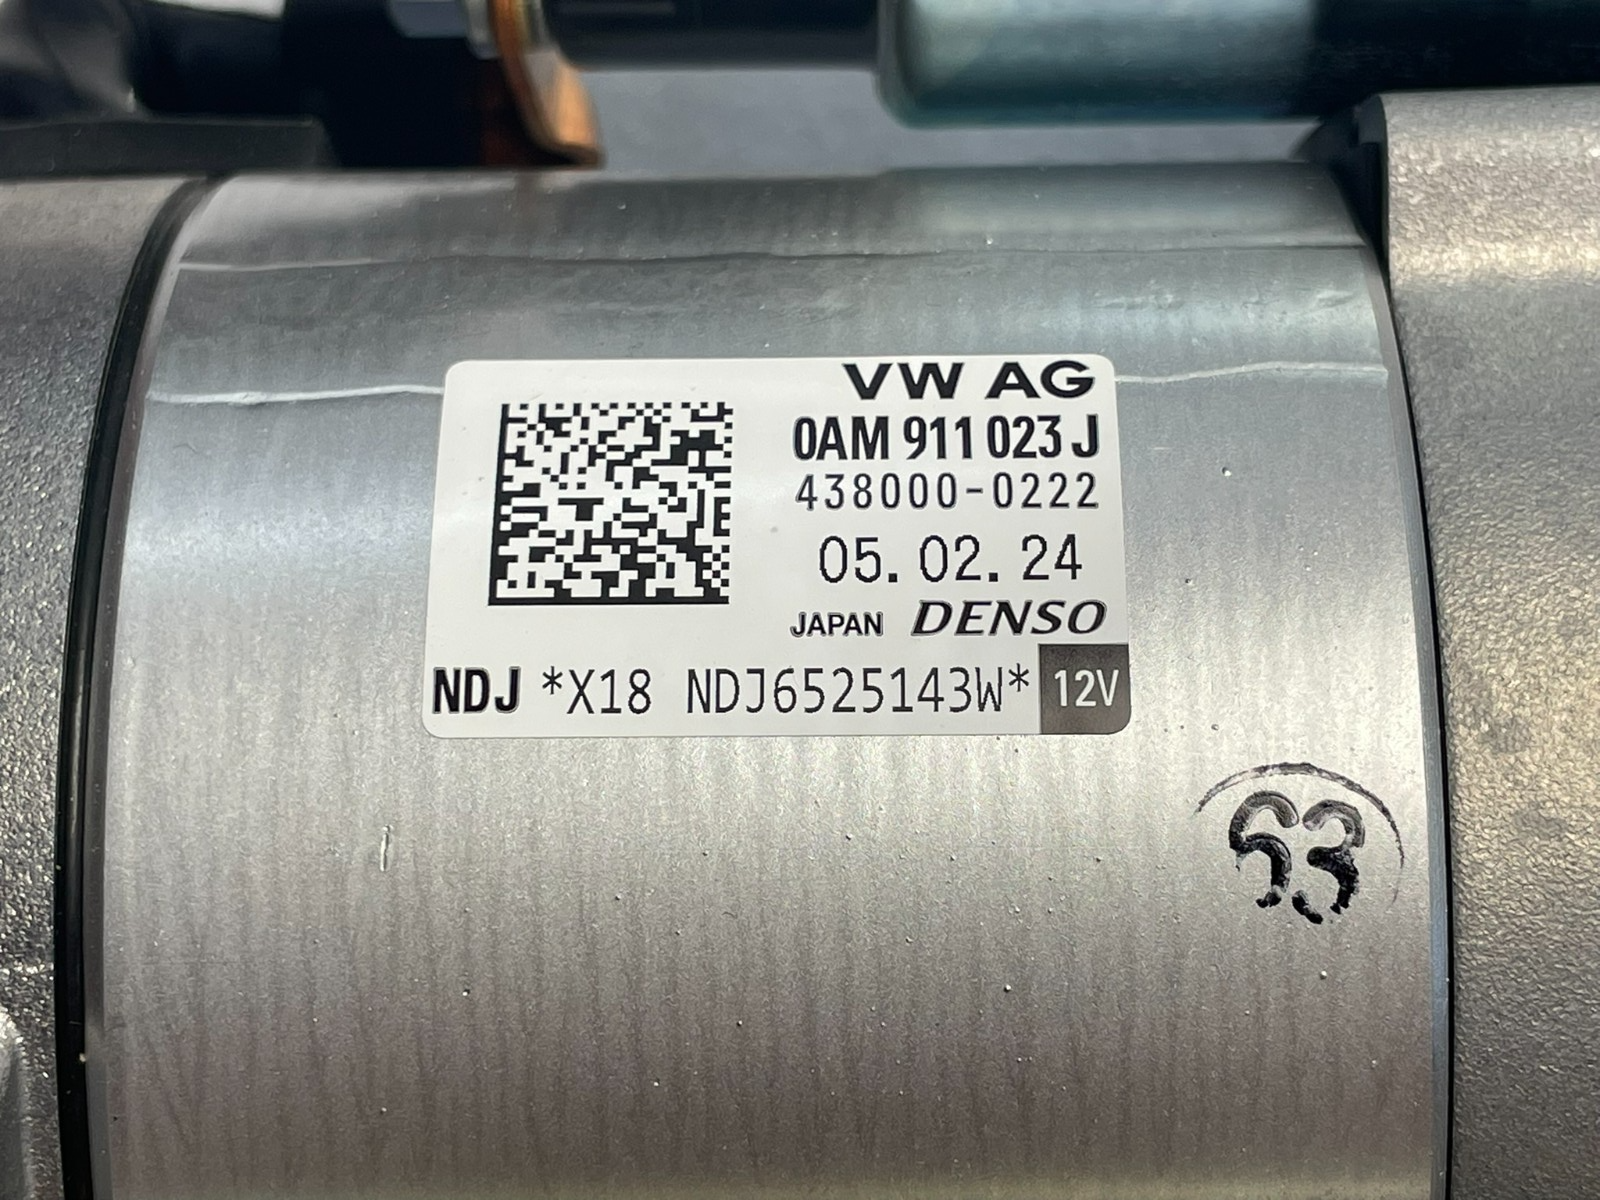 VW AG
0AM 911 023 J
438000-0222
05. 02. 24
JAPAN DENSO
NDJ *X18 NDJ6525143W* 12V
63